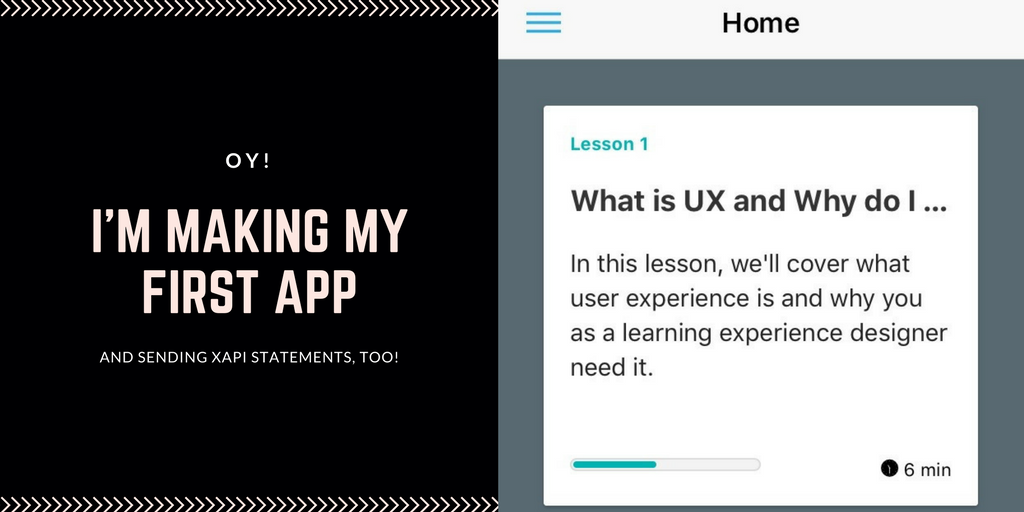 OY!
I'M MAKING MY
FIRST APP
AND SENDING XAPI STATEMENTS, TOO!
Home
Lesson 1
What is UX and Why do I ...
In this lesson, we'll cover what
user experience is and why you
as a learning experience designer
need it.
6 min